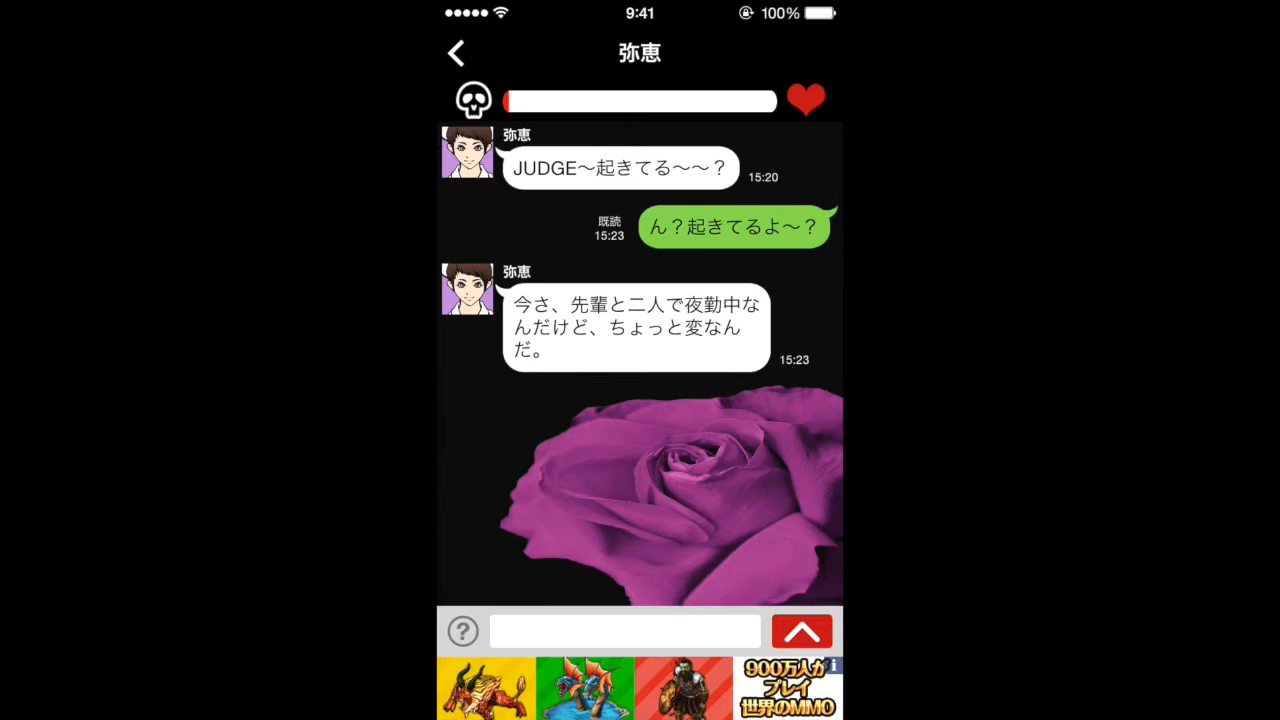 9:41
100%
弥恵
弥恵
JUDGE〜起きてる〜〜？
15:20
既読
15:23
ん？起きてるよ〜？
弥恵
今さ、先輩と二人で夜勤中な
んだけど、ちょっと変なん
だ。
15:23
?
900万人が
プレイ
世界のMMO
i